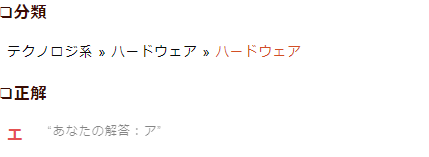 ❏分類
テクノロジ系 » ハードウェア » ハードウェア
❏正解
エ “あなたの解答：ア”